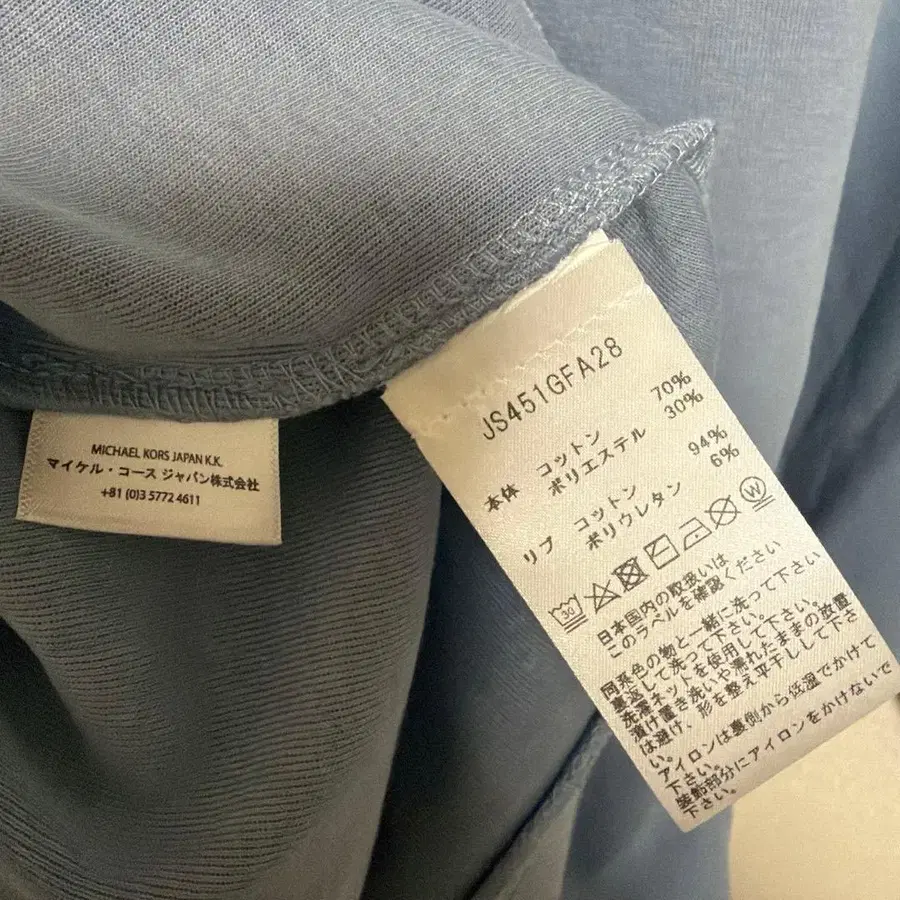 MICHAEL KORS JAPAN K.K.
マイケル・コース ジャパン株式会社
+81 (0)3 5772 4611
JS451GFA28
本体 コットン 70%
ポリエステル 30%
リブ コットン 94%
ポリウレタン 6%
30
W
日本国内の取扱いは
このラベルを確認ください
同系色の物と一緒に洗って下さい
裏返して洗って下さい。
洗濯ネットを使用して下さい。
漬け置き洗いや濡れたままの放置
は避け、形を整え平干しして下さ
い。
アイロンは裏側から低温でかけて
下さい。
装飾部分にアイロンをかけないで
下さい。